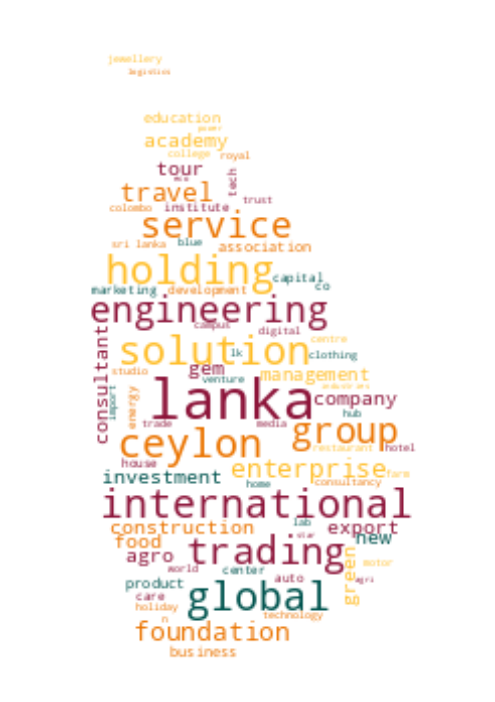 jewellery
logistics
education
power
academy
college
royal
tour
eco
tech
travel
trust
colombo
institute
service
sri lanka
blue
association
holding
capital
co
marketing
development
engineering
campus
digital
consultant
solution
centre
lk
clothing
gem
studio
venture
management
industries
import
energy
lanka
company
hub
trade
media
group
ceylon
restaurant
hotel
house
enterprise
farm
investment
home
consultancy
international
lab
construction
export
star
food
new
agro
trading
motor
world
center
green
auto
agri
product
global
care
holiday
n
technology
foundation
business